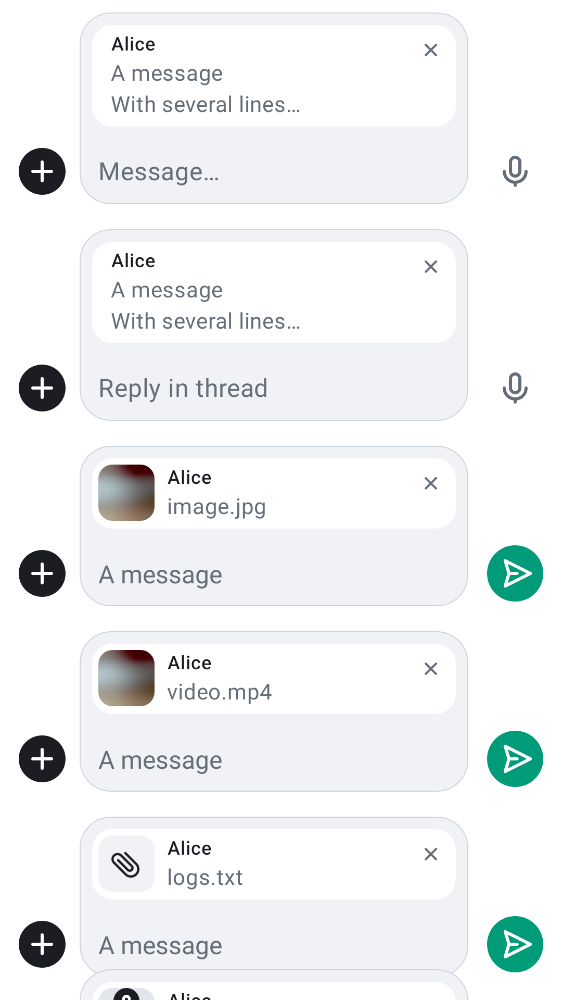 Alice
A message
With several lines…
Message…
Alice
A message
With several lines…
Reply in thread
Alice
image.jpg
A message
Alice
video.mp4
A message
Alice
logs.txt
A message
Alice